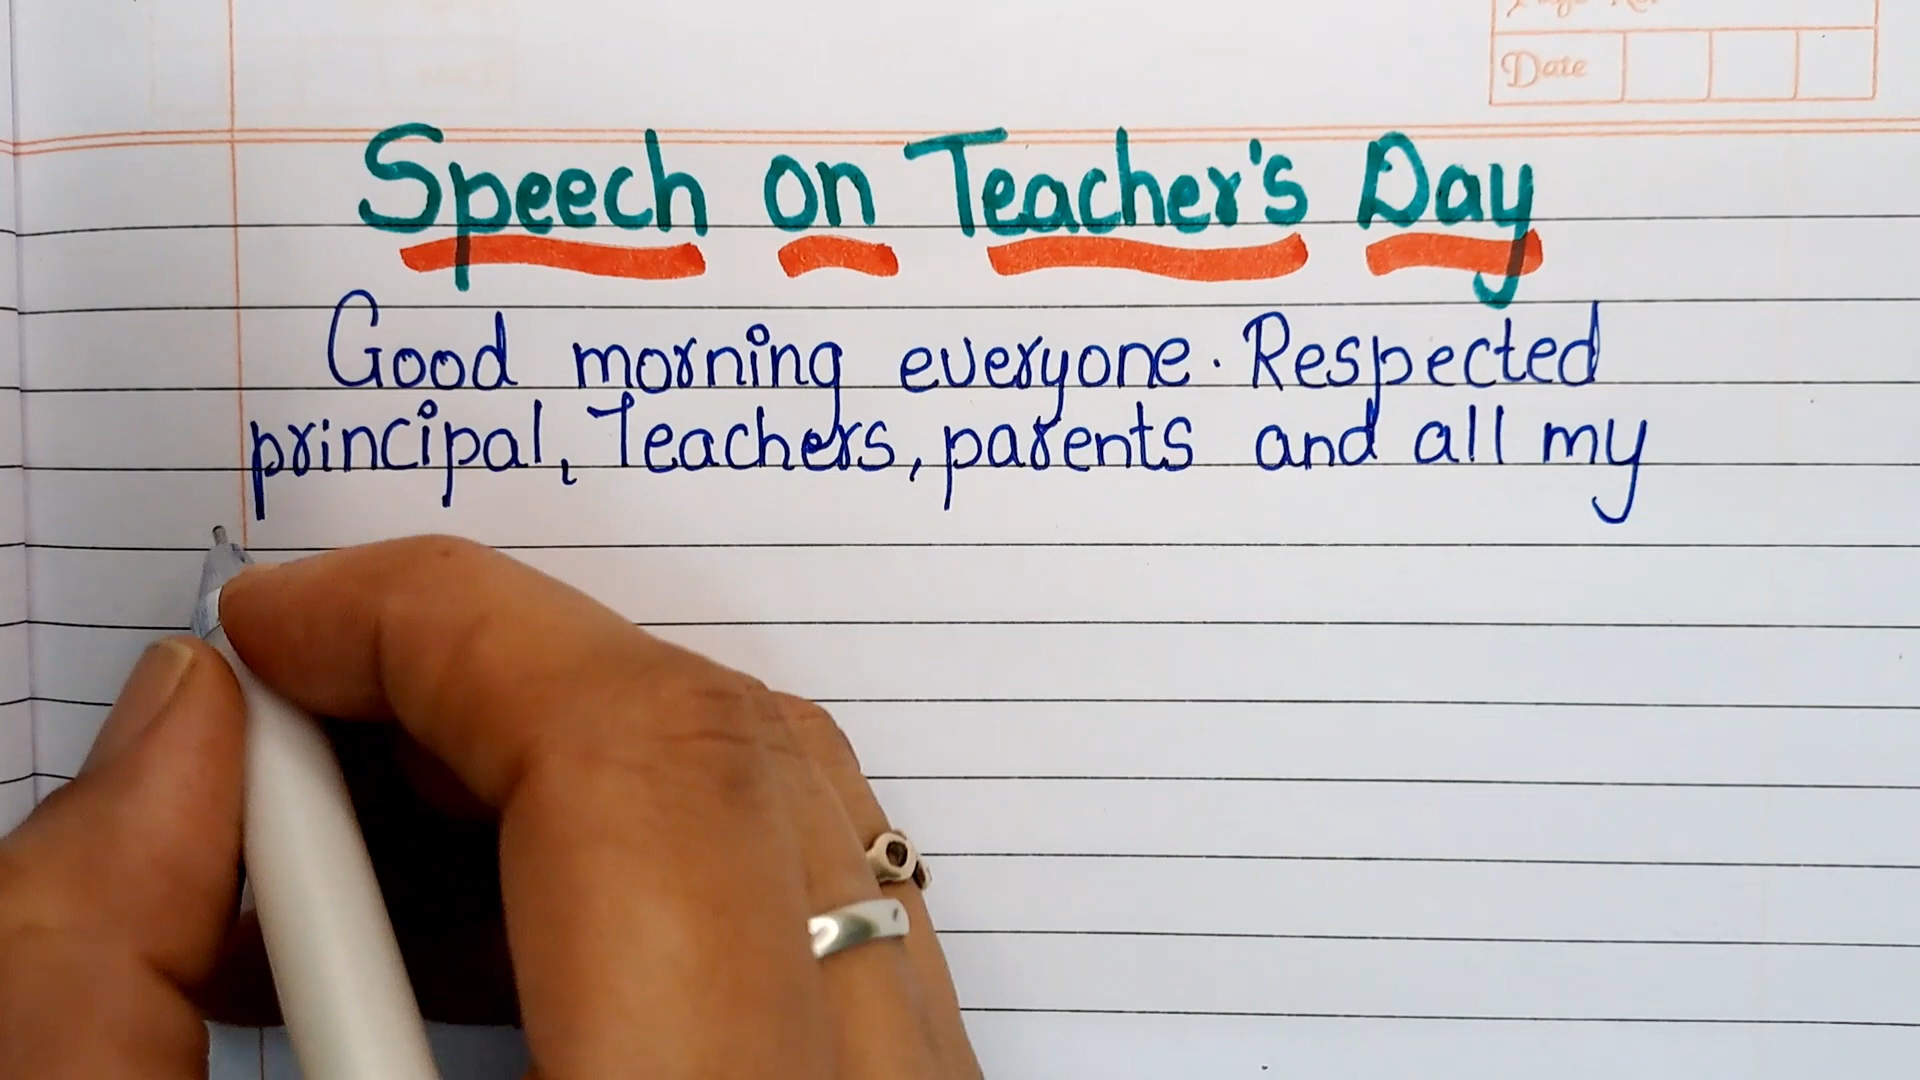 Date
Speech on Teacher's Day
Good morning everyone. Respected
principal, Teachers, parents and all my